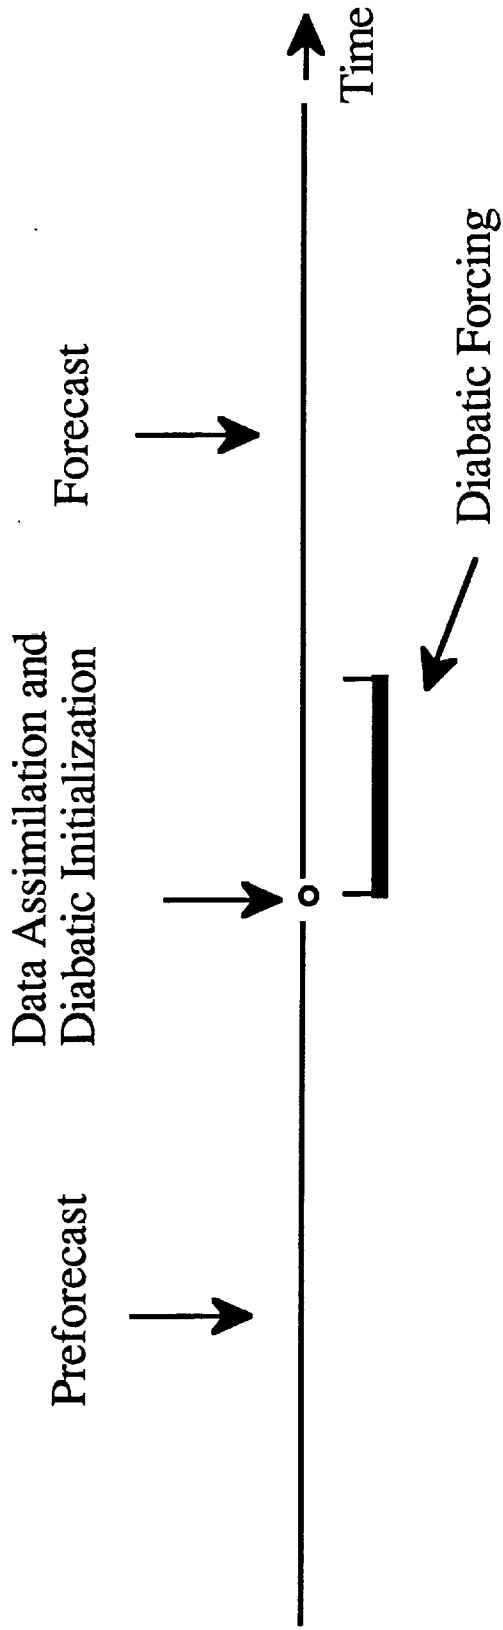 Preforecast
Data Assimilation and
Diabatic Initialization
Forecast
Time
Diabatic Forcing